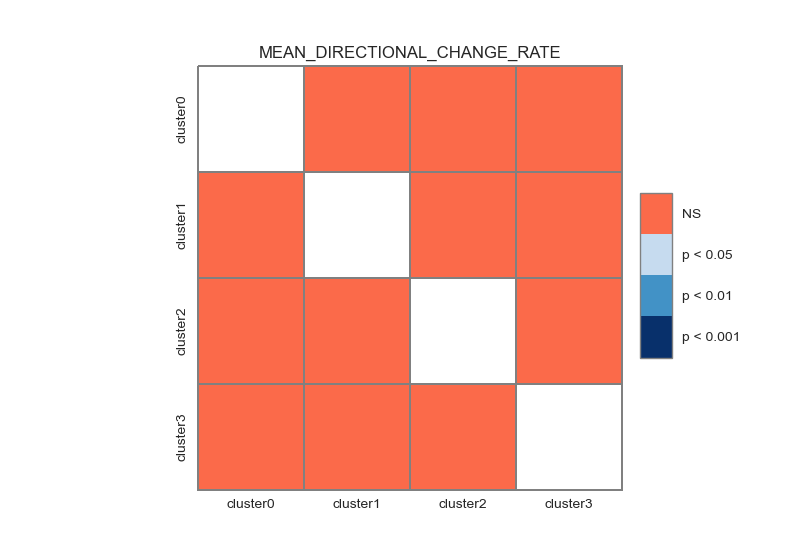 MEAN_DIRECTIONAL_CHANGE_RATE
cluster0
cluster1
cluster2
cluster3
cluster0
cluster1
cluster2
cluster3
NS
p < 0.05
p < 0.01
p < 0.001